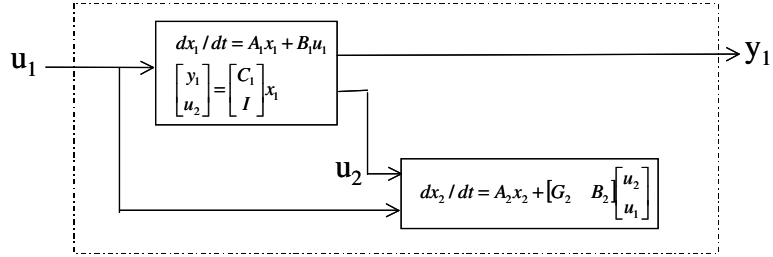 u₁
dx₁ / dt = A₁x₁ + B₁u₁
[y₁; u₂] = [C₁; I] x₁
y₁
u₂
dx₂ / dt = A₂x₂ + [G₂ B₂] [u₂; u₁]